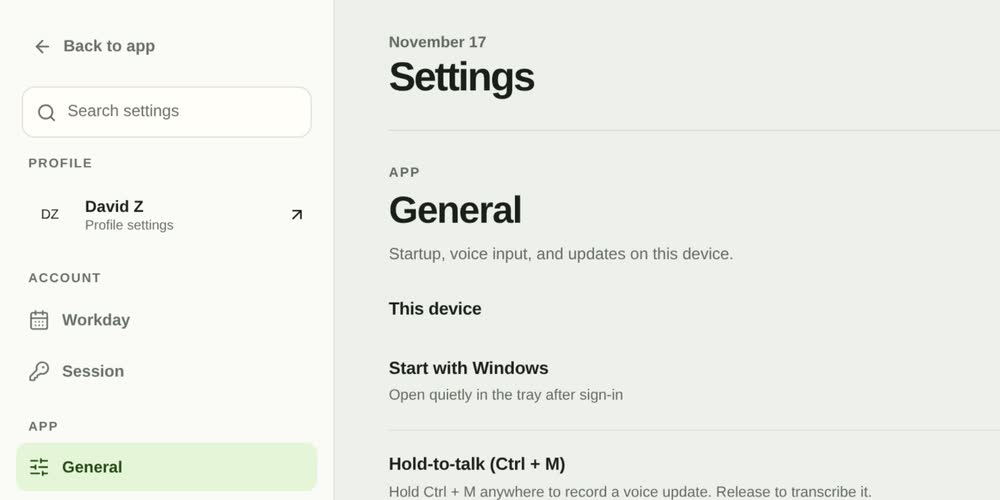 Back to app
Search settings
PROFILE
DZ
David Z
Profile settings
ACCOUNT
Workday
Session
APP
General
November 17
Settings
APP
General
Startup, voice input, and updates on this device.
This device
Start with Windows
Open quietly in the tray after sign-in
Hold-to-talk (Ctrl + M)
Hold Ctrl + M anywhere to record a voice update. Release to transcribe it.